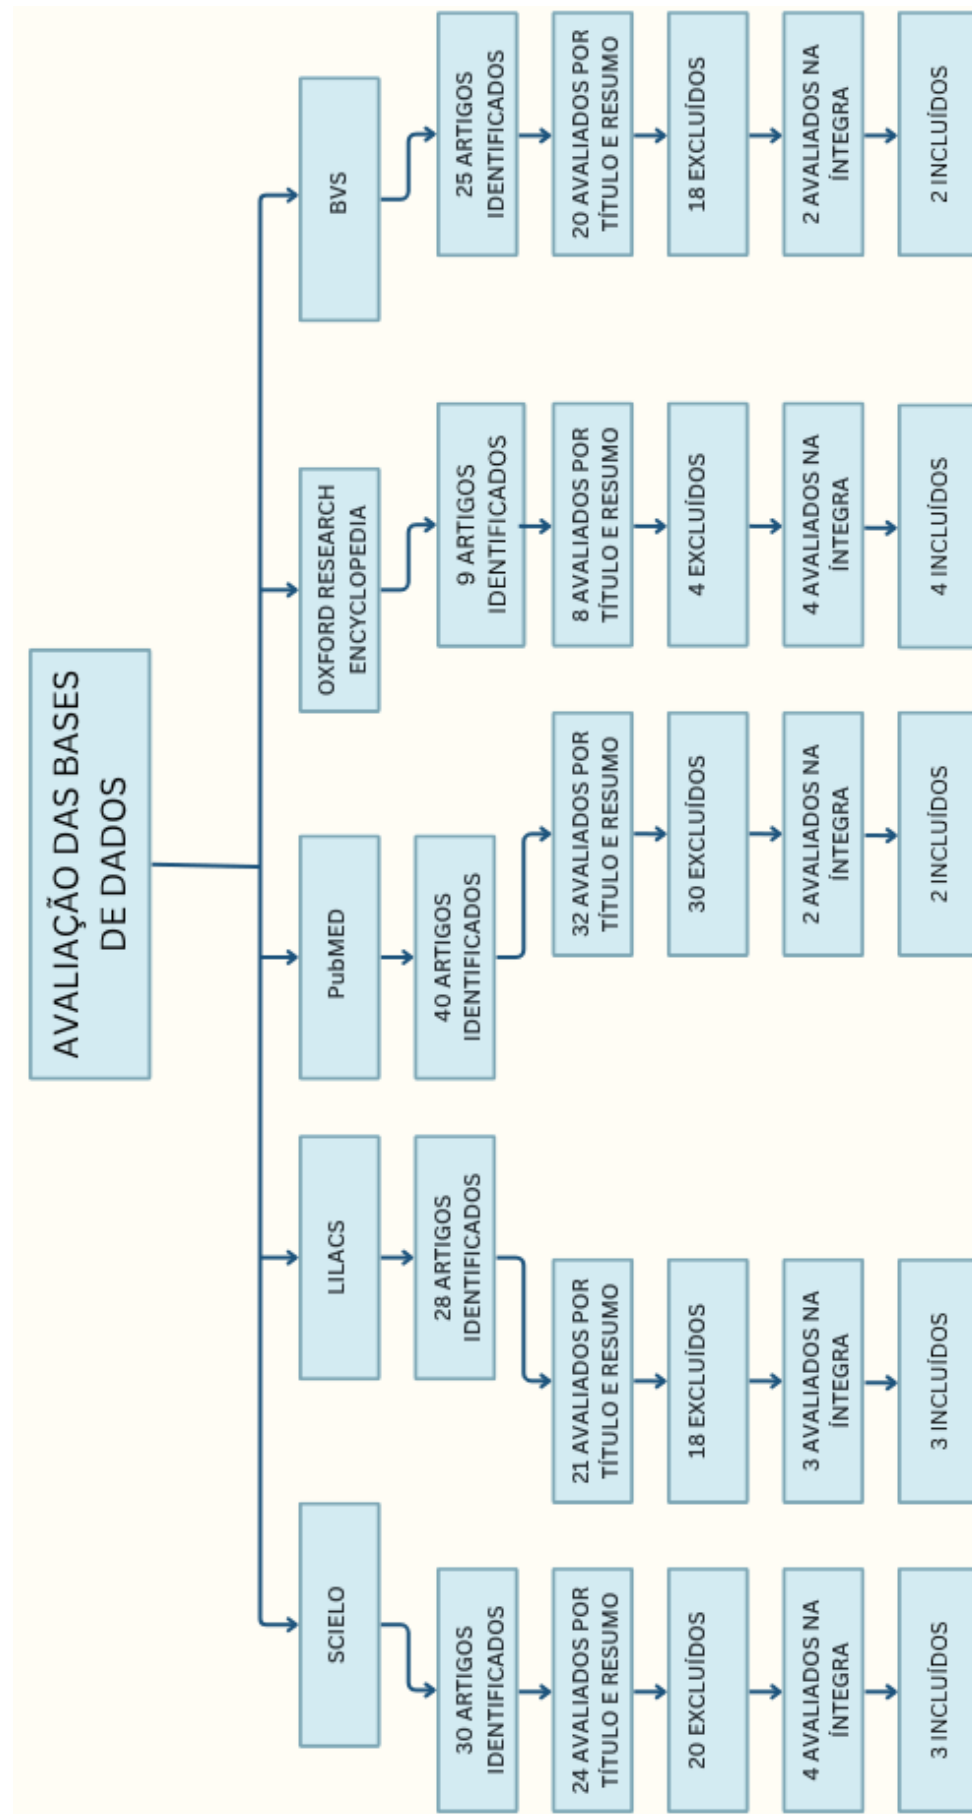 AVALIAÇÃO DAS BASES
DE DADOS
SCIELO
LILACS
PubMED
OXFORD RESEARCH
ENCYCLOPEDIA
BVS
30 ARTIGOS
IDENTIFICADOS
28 ARTIGOS
IDENTIFICADOS
40 ARTIGOS
IDENTIFICADOS
9 ARTIGOS
IDENTIFICADOS
25 ARTIGOS
IDENTIFICADOS
24 AVALIADOS POR
TÍTULO E RESUMO
21 AVALIADOS POR
TÍTULO E RESUMO
32 AVALIADOS POR
TÍTULO E RESUMO
8 AVALIADOS POR
TÍTULO E RESUMO
20 AVALIADOS POR
TÍTULO E RESUMO
20 EXCLUÍDOS
18 EXCLUÍDOS
30 EXCLUÍDOS
4 EXCLUÍDOS
18 EXCLUÍDOS
4 AVALIADOS NA
ÍNTEGRA
3 AVALIADOS NA
ÍNTEGRA
2 AVALIADOS NA
ÍNTEGRA
4 AVALIADOS NA
ÍNTEGRA
2 AVALIADOS NA
ÍNTEGRA
3 INCLUÍDOS
3 INCLUÍDOS
2 INCLUÍDOS
4 INCLUÍDOS
2 INCLUÍDOS